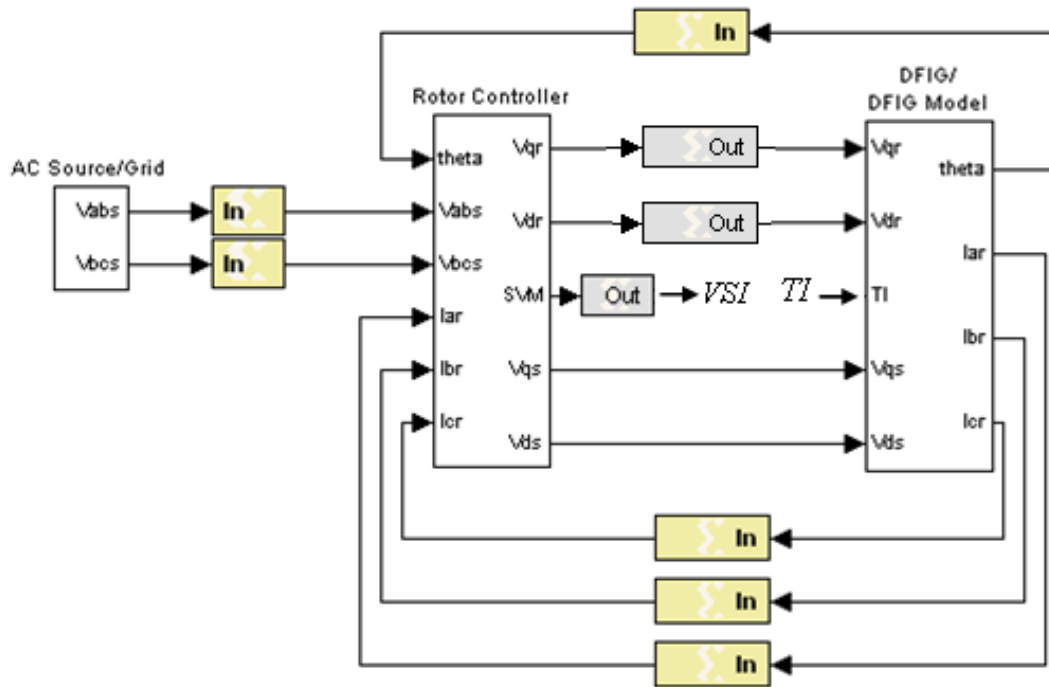 In
DFIG/
DFIG Model
Rotor Controller
AC Source/Grid
Vabs
Vbcs
In
In
theta
Vabs
Vbcs
Iar
Ibr
Icr
Vqr
Vdr
SVM
Vqs
Vds
Out
Out
Out
VSI
TI
Vqr
Vdr
TI
Vqs
Vds
theta
Iar
Ibr
Icr
In
In
In